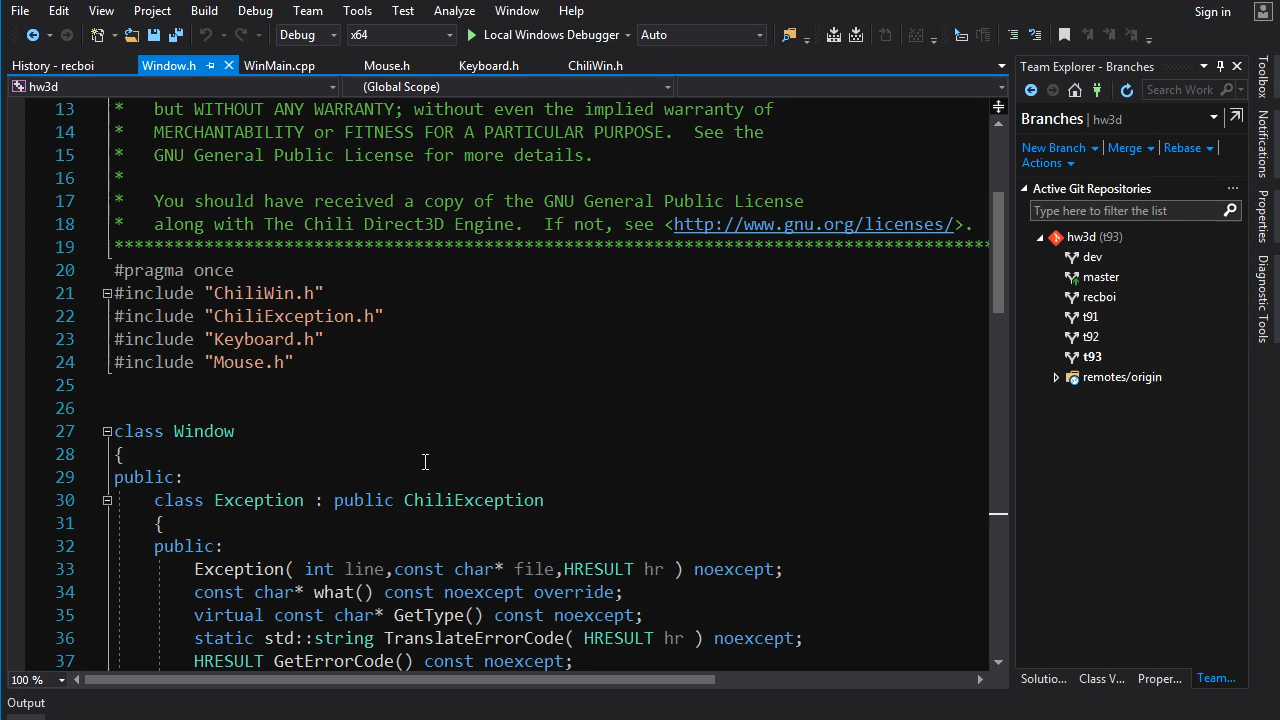 File Edit View Project Build Debug Team Tools Test Analyze Window Help Sign in
Debug x64 Local Windows Debugger Auto
History - recboi Window.h WinMain.cpp Mouse.h Keyboard.h ChiliWin.h
hw3d (Global Scope)
13 * but WITHOUT ANY WARRANTY; without even the implied warranty of
14 * MERCHANTABILITY or FITNESS FOR A PARTICULAR PURPOSE. See the
15 * GNU General Public License for more details.
16 *
17 * You should have received a copy of the GNU General Public License
18 * along with The Chili Direct3D Engine. If not, see <http://www.gnu.org/licenses/>.
19 ****************************************************************************************
20 #pragma once
21 #include "ChiliWin.h"
22 #include "ChiliException.h"
23 #include "Keyboard.h"
24 #include "Mouse.h"
25
26
27 class Window
28 {
29 public:
30 class Exception : public ChiliException
31 {
32 public:
33 Exception( int line,const char* file,HRESULT hr ) noexcept;
34 const char* what() const noexcept override;
35 virtual const char* GetType() const noexcept;
36 static std::string TranslateErrorCode( HRESULT hr ) noexcept;
37 HRESULT GetErrorCode() const noexcept;
100 %
Output
Team Explorer - Branches
Search Work
Branches | hw3d
New Branch | Merge | Rebase |
Actions
Active Git Repositories
Type here to filter the list
hw3d (t93)
dev
master
recboi
t91
t92
t93
remotes/origin
Solutio... Class V... Proper... Team...
Toolbox
Notifications
Properties
Diagnostic Tools